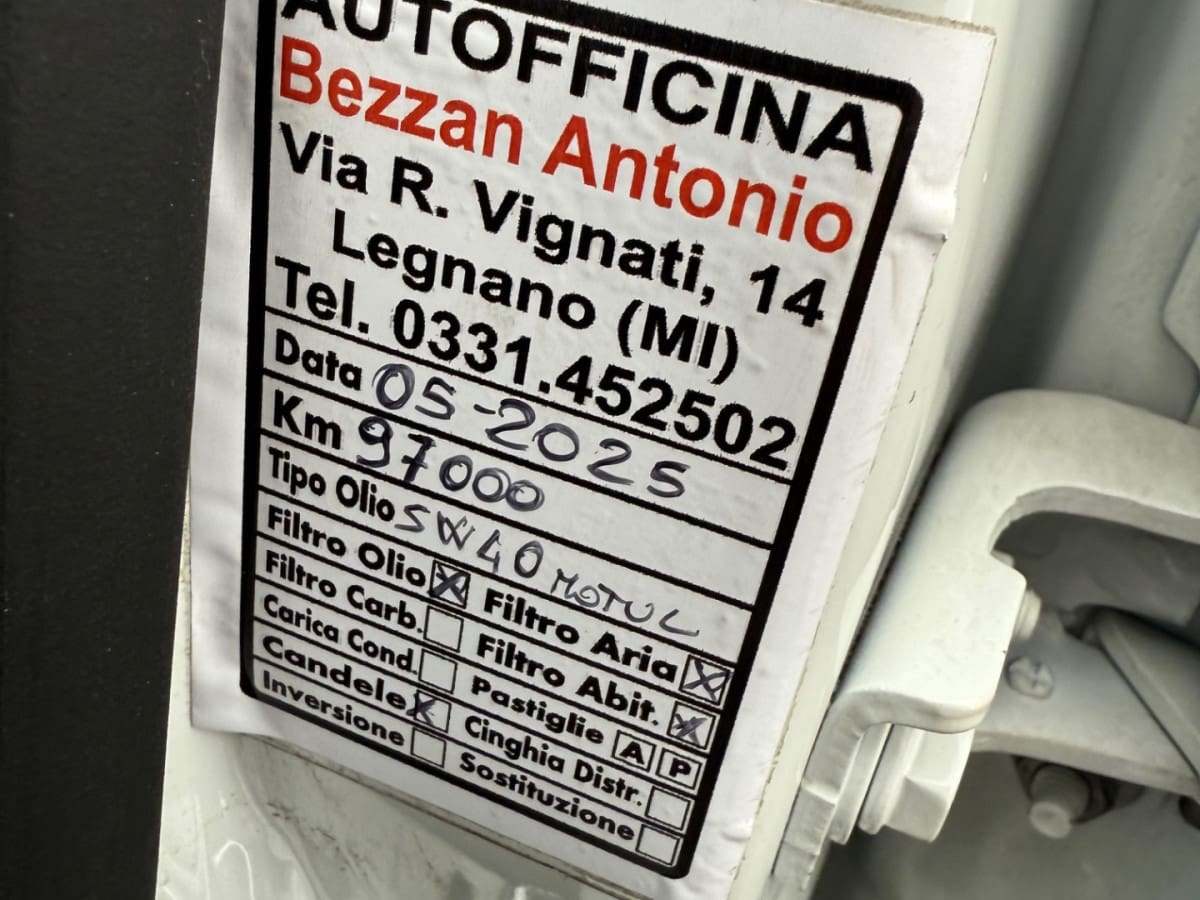 AUTOFFICINA
Bezzan Antonio
Via R. Vignati, 14
Legnano (MI)
Tel. 0331.452502
Data 05-2025
Km 97000
Tipo Olio 5W40 MOTUL
Filtro Olio Filtro Aria
Filtro Carb. Filtro Abit.
Carica Cond. Pastiglie A P
Candele Cinghia Distr.
Inversione Sostituzione